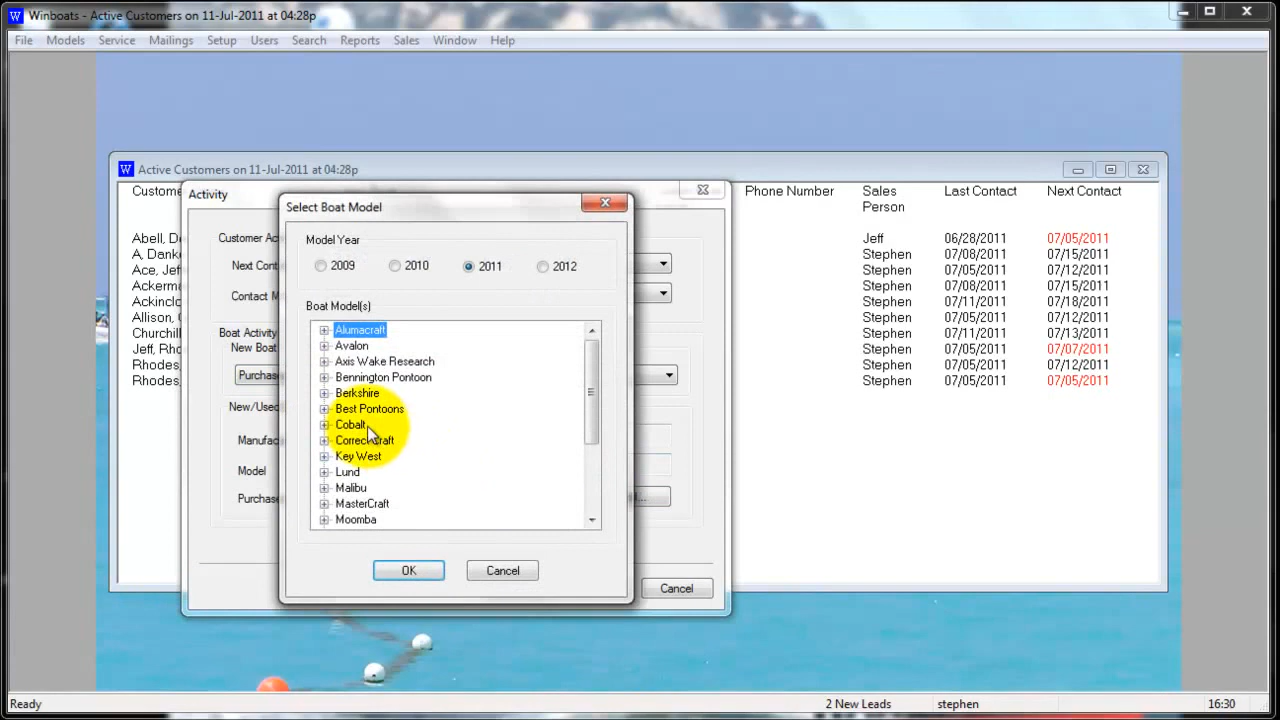 Winboats - Active Customers on 11-Jul-2011 at 04:28p
File Models Service Mailings Setup Users Search Reports Sales Window Help
Active Customers on 11-Jul-2011 at 04:28p
Custome Phone Number Sales Person Last Contact Next Contact
Abell, D Jeff 06/28/2011 07/05/2011
A, Dank Stephen 07/08/2011 07/15/2011
Ace, Jef Stephen 07/05/2011 07/12/2011
Ackerm Stephen 07/08/2011 07/15/2011
Ackinclo Stephen 07/11/2011 07/18/2011
Allison, Stephen 07/05/2011 07/12/2011
Churchill Stephen 07/11/2011 07/13/2011
Jeff, Rho Stephen 07/05/2011 07/07/2011
Rhodes, Stephen 07/05/2011 07/12/2011
Rhodes, Stephen 07/05/2011 07/05/2011
Activity
Customer Ac
Next Cont
Contact M
Boat Activity
New Boat
Purchase
New/Used
Manufac
Model
Purchase
...
Cancel
Select Boat Model
Model Year
2009 2010 2011 2012
Boat Model(s)
Alumacraft
Avalon
Axis Wake Research
Bennington Pontoon
Berkshire
Best Pontoons
Cobalt
Correct Craft
Key West
Lund
Malibu
MasterCraft
Moomba
OK Cancel
Ready 2 New Leads stephen 16:30